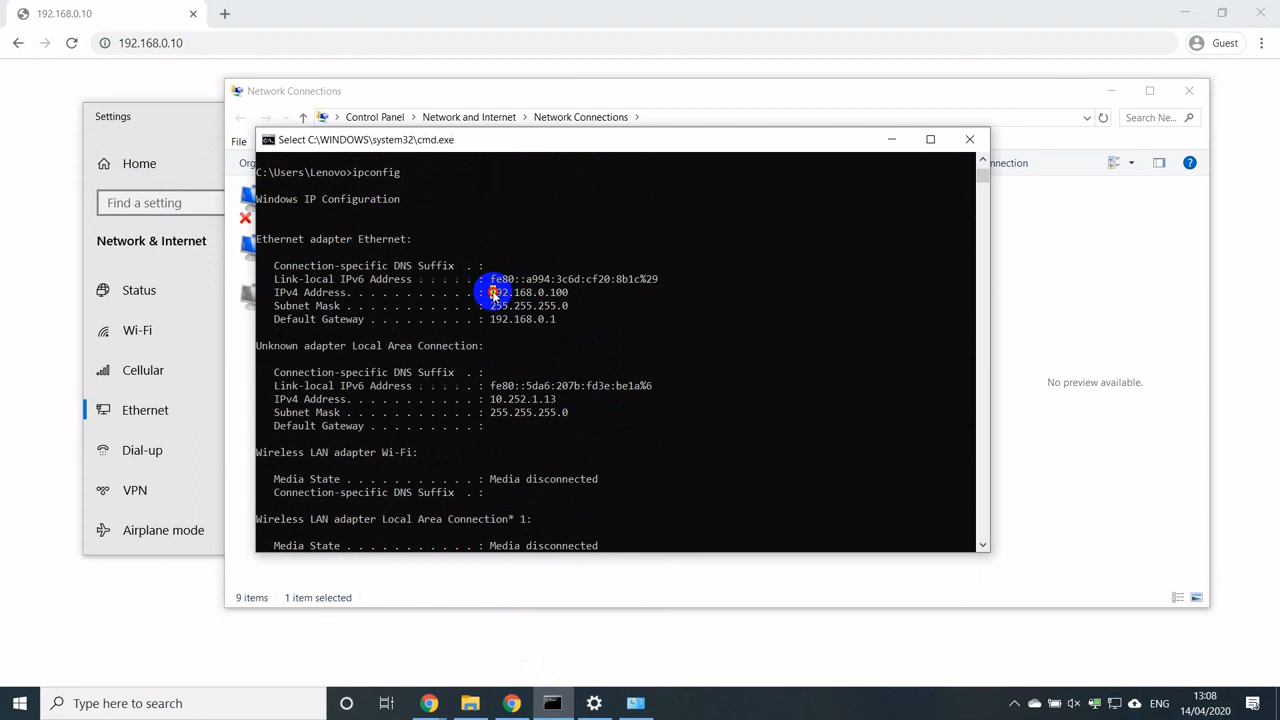 192.168.0.10
192.168.0.10
Guest
Network Connections
Settings
Control Panel > Network and Internet > Network Connections >
Search Ne...
File
Select C:\WINDOWS\system32\cmd.exe
Home
Org
onnection
C:\Users\Lenovo>ipconfig
Find a setting
Windows IP Configuration
Network & Internet
Ethernet adapter Ethernet:
Connection-specific DNS Suffix . :
Link-local IPv6 Address . . . . . : fe80::a994:3c6d:cf20:8b1c%29
IPv4 Address. . . . . . . . . . . : 192.168.0.100
Subnet Mask . . . . . . . . . . . : 255.255.255.0
Default Gateway . . . . . . . . . : 192.168.0.1
Status
Wi-Fi
Unknown adapter Local Area Connection:
Cellular
Connection-specific DNS Suffix . :
Link-local IPv6 Address . . . . . : fe80::5da6:207b:fd3e:be1a%6
IPv4 Address. . . . . . . . . . . : 10.252.1.13
Subnet Mask . . . . . . . . . . . : 255.255.255.0
Default Gateway . . . . . . . . . :
No preview available.
Ethernet
Dial-up
Wireless LAN adapter Wi-Fi:
Media State . . . . . . . . . . . : Media disconnected
Connection-specific DNS Suffix . :
VPN
Airplane mode
Wireless LAN adapter Local Area Connection* 1:
Media State . . . . . . . . . . . : Media disconnected
9 items
1 item selected
Type here to search
ENG
13:08
14/04/2020